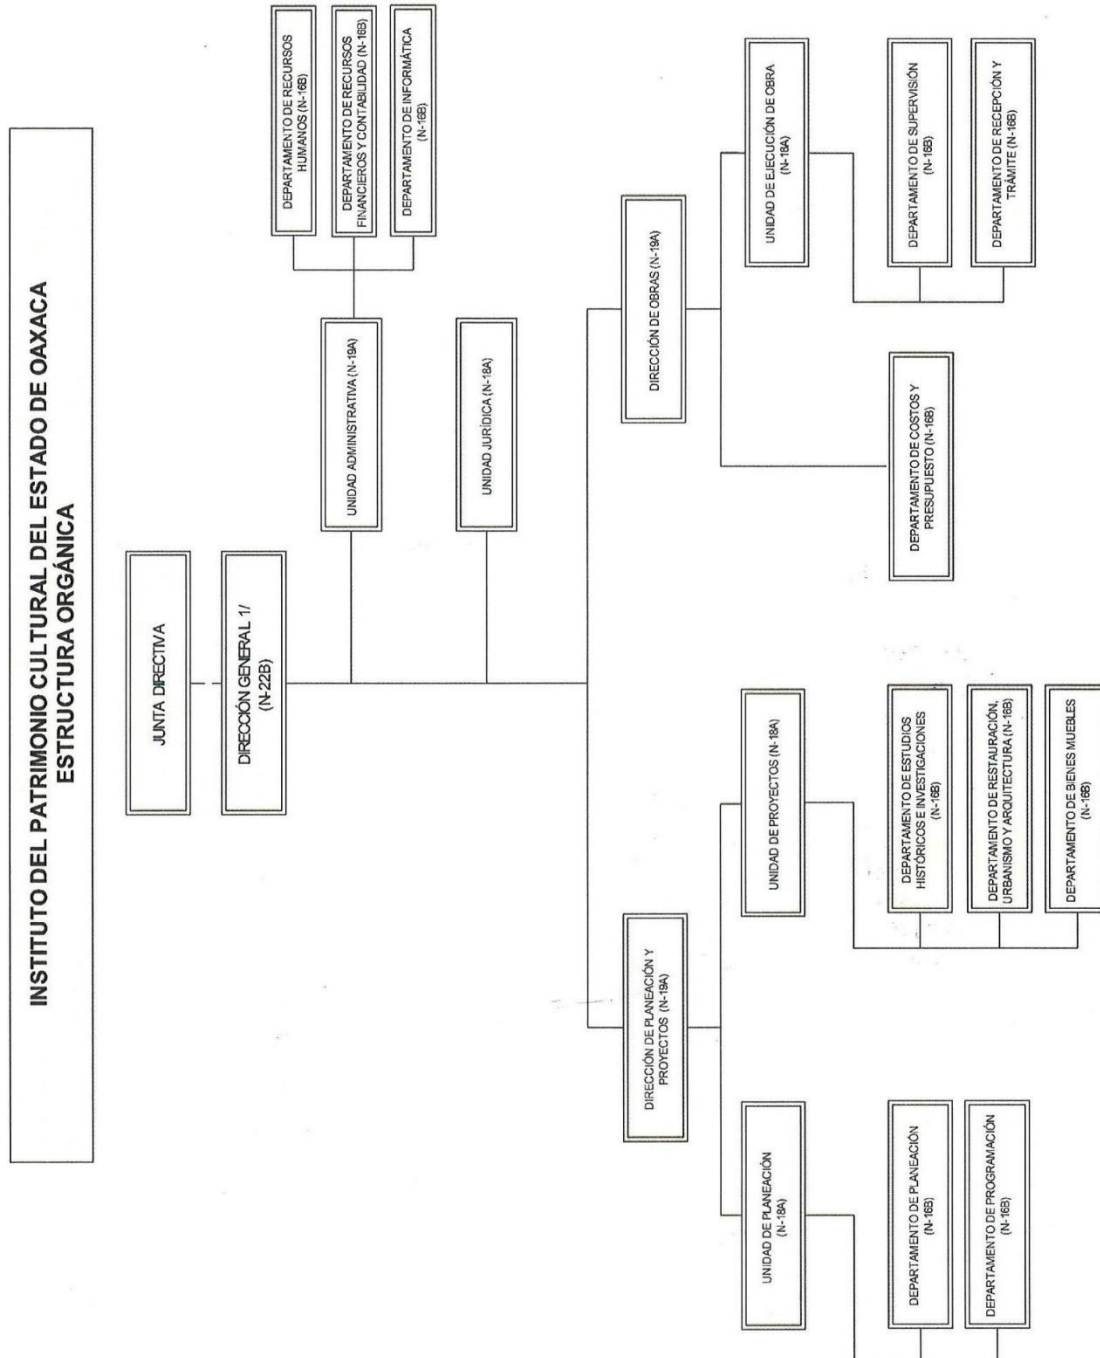 INSTITUTO DEL PATRIMONIO CULTURAL DEL ESTADO DE OAXACA
ESTRUCTURA ORGÁNICA
JUNTA DIRECTIVA
DIRECCIÓN GENERAL 1/
(N-22B)
UNIDAD ADMINISTRATIVA (N-19A)
DEPARTAMENTO DE RECURSOS
HUMANOS (N-16B)
DEPARTAMENTO DE RECURSOS
FINANCIEROS Y CONTABILIDAD (N-16B)
DEPARTAMENTO DE INFORMÁTICA
(N-16B)
UNIDAD JURÍDICA (N-18A)
DIRECCIÓN DE PLANEACIÓN Y
PROYECTOS (N-19A)
DIRECCIÓN DE OBRAS (N-19A)
UNIDAD DE PLANEACIÓN
(N-18A)
UNIDAD DE PROYECTOS (N-18A)
UNIDAD DE EJECUCIÓN DE OBRA
(N-18A)
DEPARTAMENTO DE PLANEACIÓN
(N-16B)
DEPARTAMENTO DE PROGRAMACIÓN
(N-16B)
DEPARTAMENTO DE ESTUDIOS
HISTÓRICOS E INVESTIGACIONES
(N-16B)
DEPARTAMENTO DE RESTAURACIÓN,
URBANISMO Y ARQUITECTURA (N-16B)
DEPARTAMENTO DE BIENES MUEBLES
(N-16B)
DEPARTAMENTO DE COSTOS Y
PRESUPUESTO (N-16B)
DEPARTAMENTO DE SUPERVISIÓN
(N-16B)
DEPARTAMENTO DE RECEPCIÓN Y
TRÁMITE (N-16B)